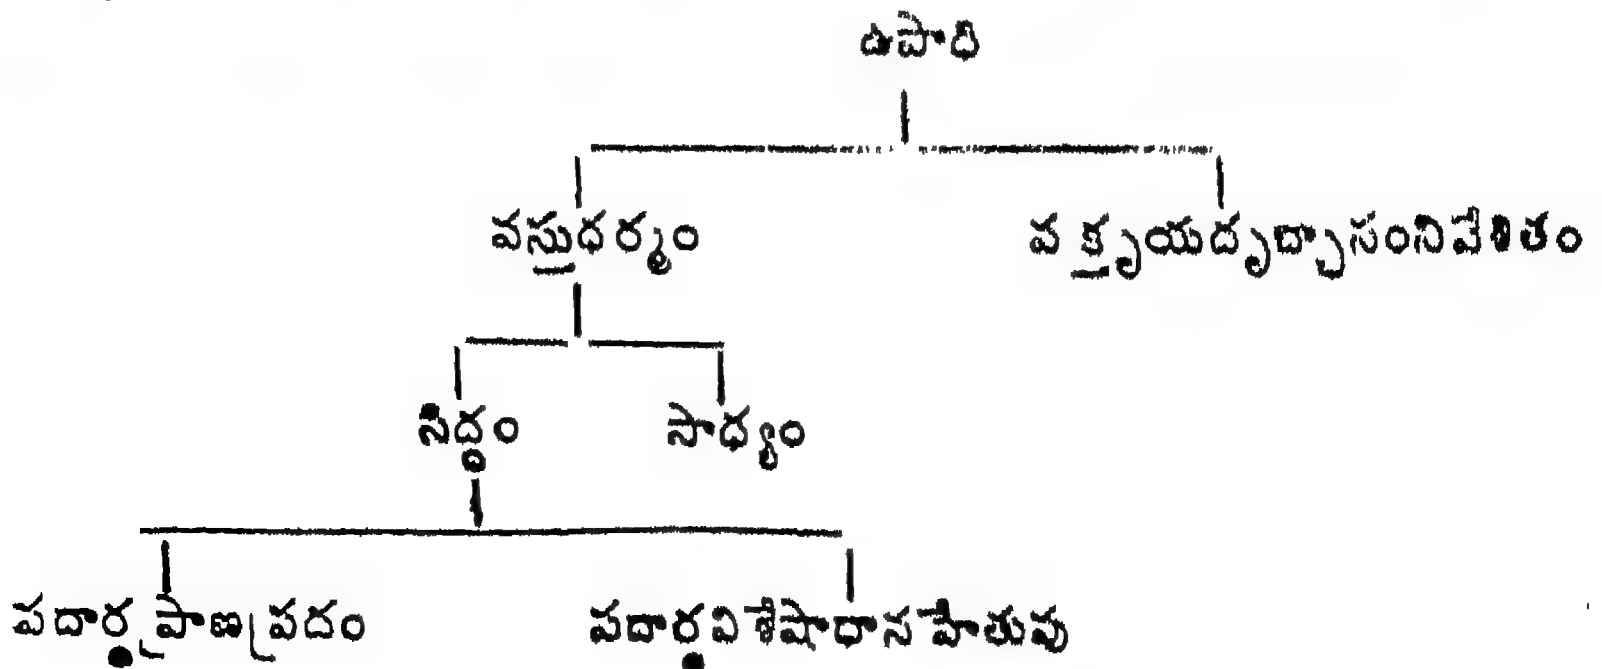 ఉపాధి
వస్తుధర్మం వక్తృయదృచ్ఛాసంనివేశితం
సిద్ధం సాధ్యం
పదార్థప్రాణప్రదం పదార్థవిశేషాధానహేతువు